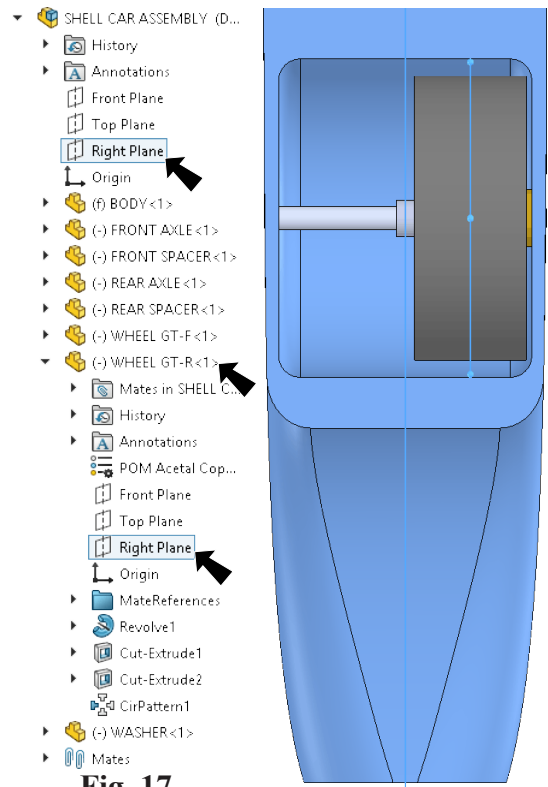 SHELL CAR ASSEMBLY (D...
History
Annotations
Front Plane
Top Plane
Right Plane
Origin
(f) BODY<1>
(-) FRONT AXLE<1>
(-) FRONT SPACER<1>
(-) REAR AXLE<1>
(-) REAR SPACER<1>
(-) WHEEL GT-F<1>
(-) WHEEL GT-R<1>
Mates in SHELL C...
History
Annotations
POM Acetal Cop...
Front Plane
Top Plane
Right Plane
Origin
MateReferences
Revolve1
Cut-Extrude1
Cut-Extrude2
CirPattern1
(-) WASHER<1>
Mates
Fig. 17